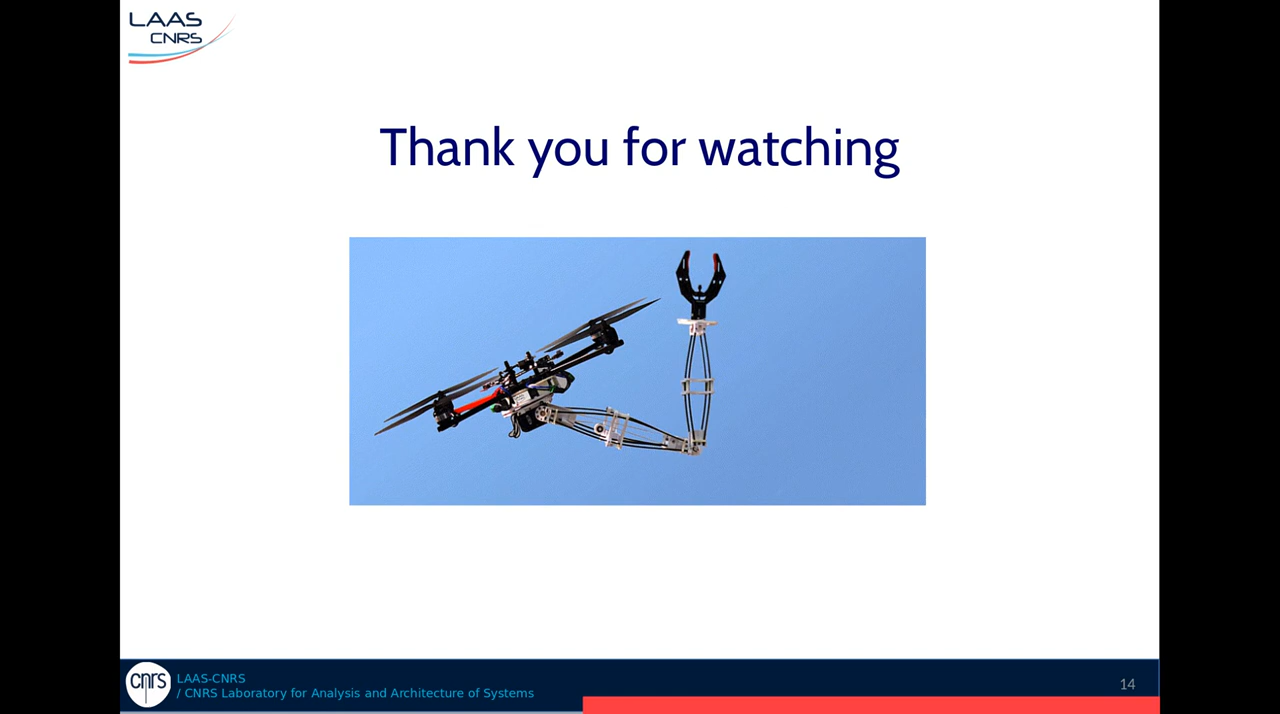 LAAS
CNRS
Thank you for watching
cnrs
LAAS-CNRS
/ CNRS Laboratory for Analysis and Architecture of Systems
14